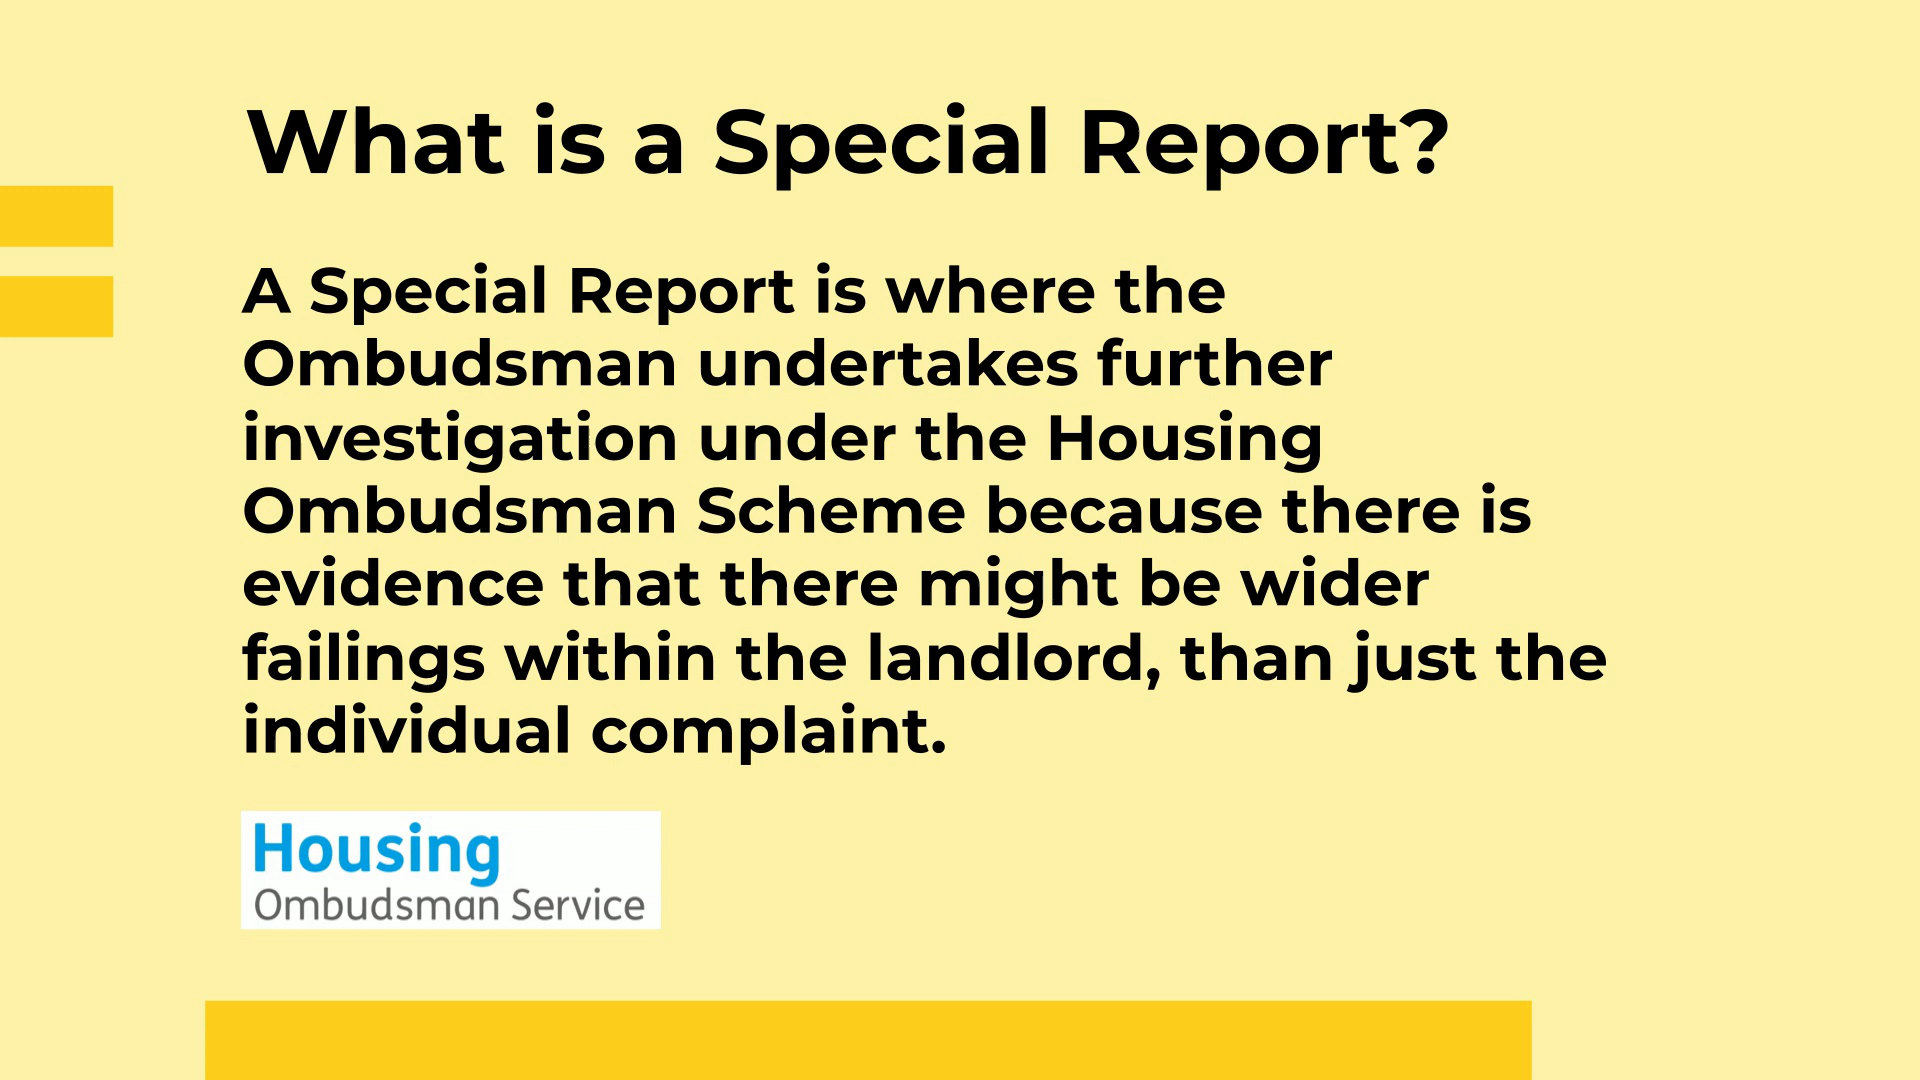 What is a Special Report?
A Special Report is where the
Ombudsman undertakes further
investigation under the Housing
Ombudsman Scheme because there is
evidence that there might be wider
failings within the landlord, than just the
individual complaint.
Housing
Ombudsman Service